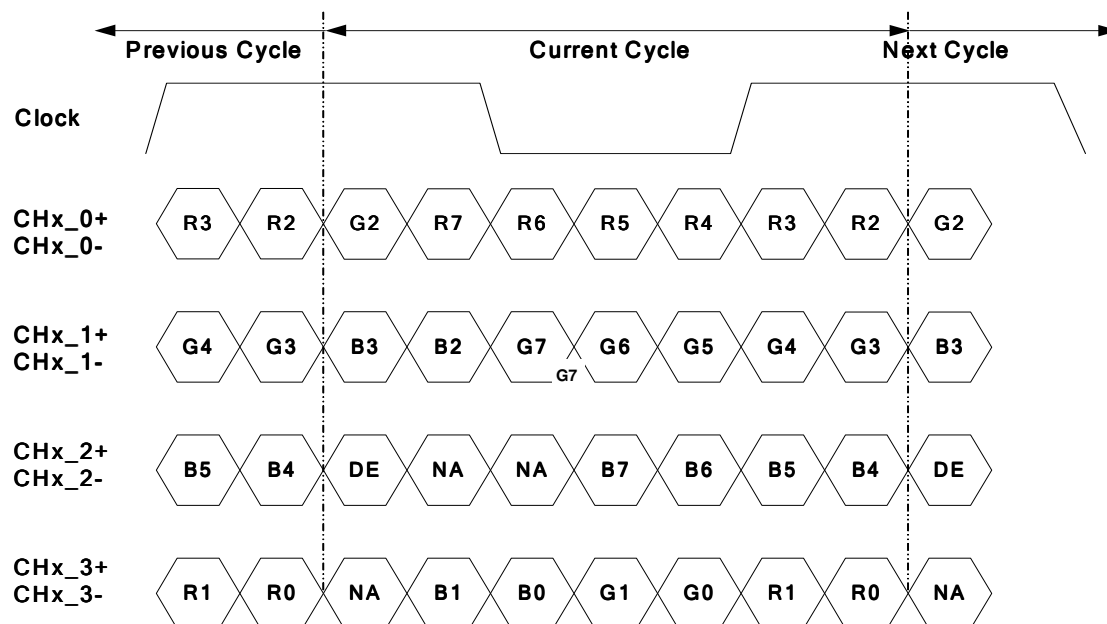 Previous Cycle Current Cycle Next Cycle
Clock
CHx_0+
CHx_0-
R3 R2 G2 R7 R6 R5 R4 R3 R2 G2
CHx_1+
CHx_1-
G4 G3 B3 B2 G7 G6 G5 G4 G3 B3
G7
CHx_2+
CHx_2-
B5 B4 DE NA NA B7 B6 B5 B4 DE
CHx_3+
CHx_3-
R1 R0 NA B1 B0 G1 G0 R1 R0 NA